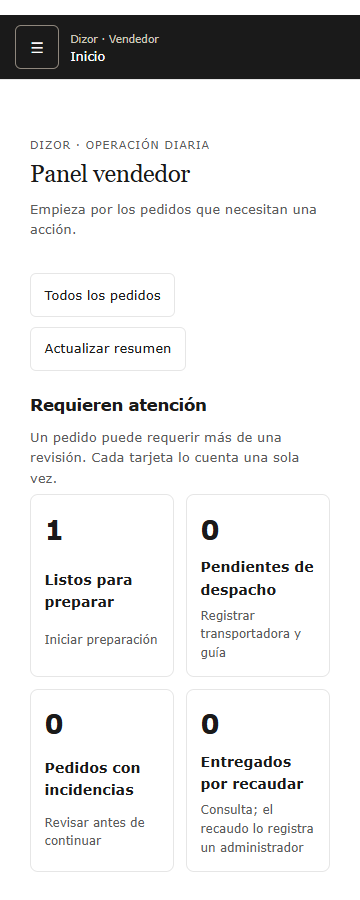 Dizor · Vendedor
Inicio
DIZOR · OPERACIÓN DIARIA
Panel vendedor
Empieza por los pedidos que necesitan una
acción.
Todos los pedidos
Actualizar resumen
Requieren atención
Un pedido puede requerir más de una
revisión. Cada tarjeta lo cuenta una sola
vez.
1
Listos para
preparar
Iniciar preparación
0
Pendientes de
despacho
Registrar
transportadora y
guía
0
Pedidos con
incidencias
Revisar antes de
continuar
0
Entregados
por recaudar
Consulta; el
recaudo lo registra
un administrador